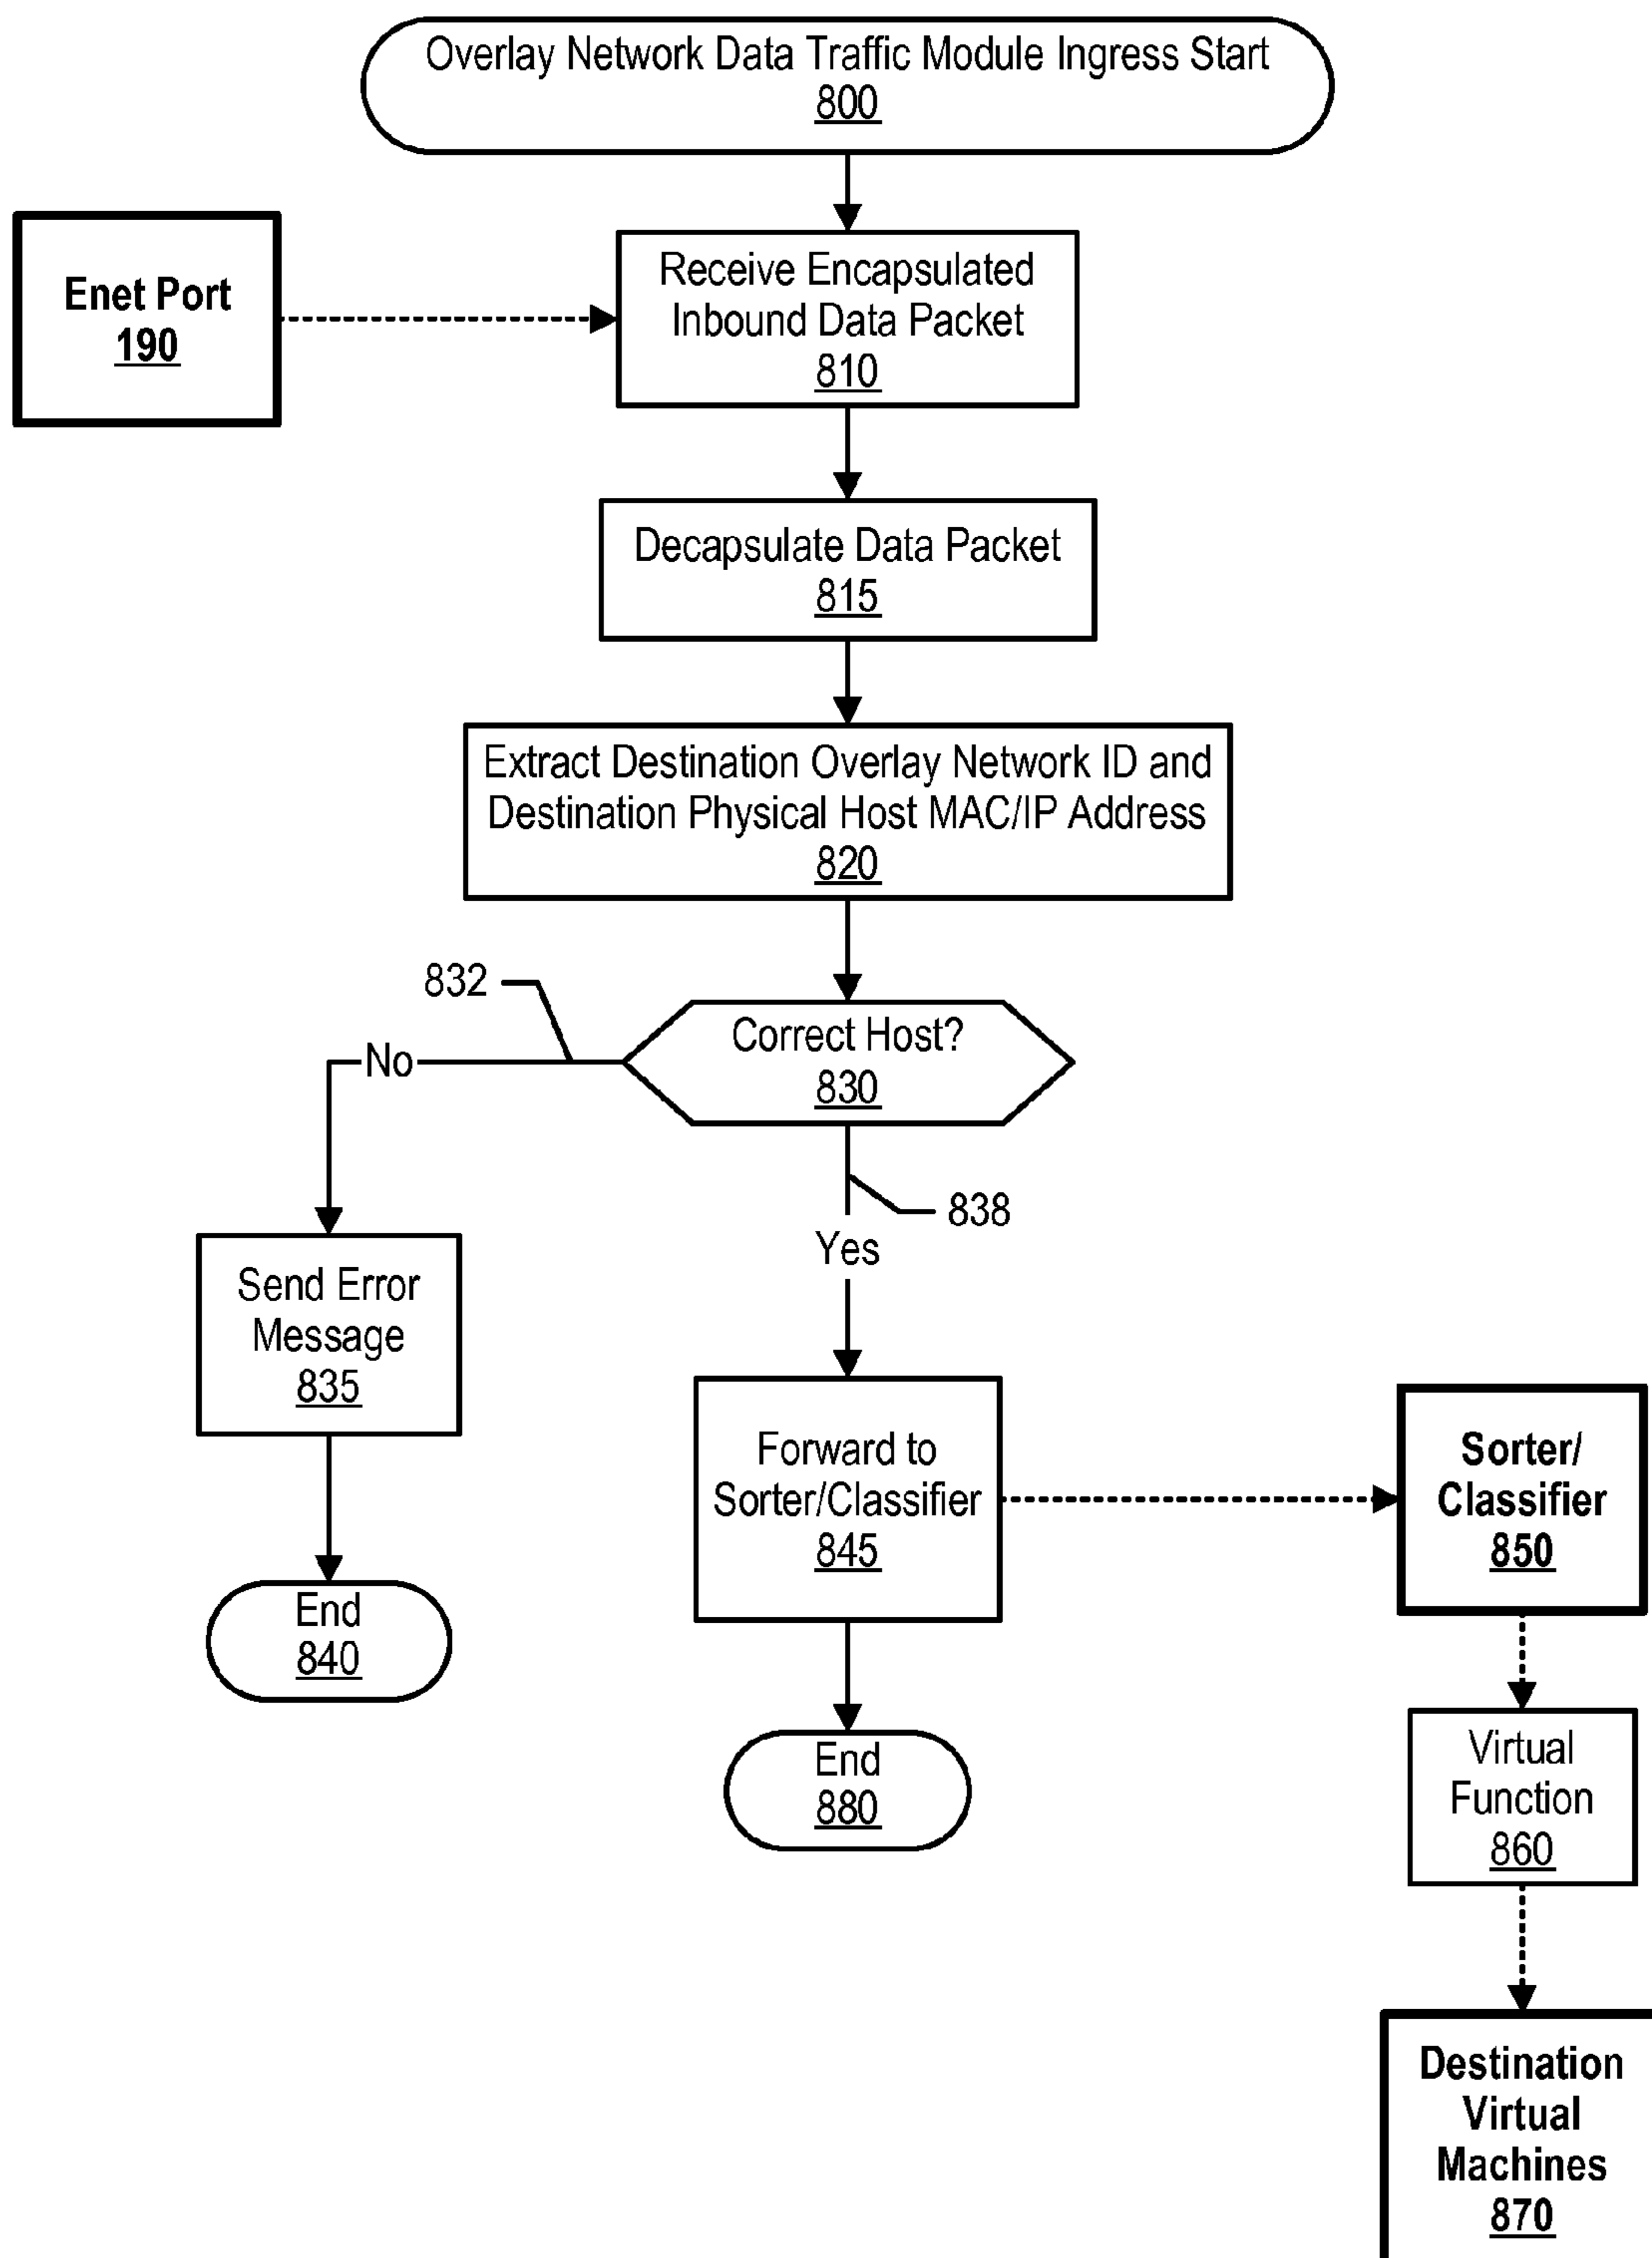 Overlay Network Data Traffic Module Ingress Start
800
Enet Port
190
Receive Encapsulated
Inbound Data Packet
810
Decapsulate Data Packet
815
Extract Destination Overlay Network ID and
Destination Physical Host MAC/IP Address
820
832
No
Correct Host?
830
838
Yes
Send Error
Message
835
End
840
Forward to
Sorter/Classifier
845
End
880
Sorter/
Classifier
850
Virtual
Function
860
Destination
Virtual
Machines
870